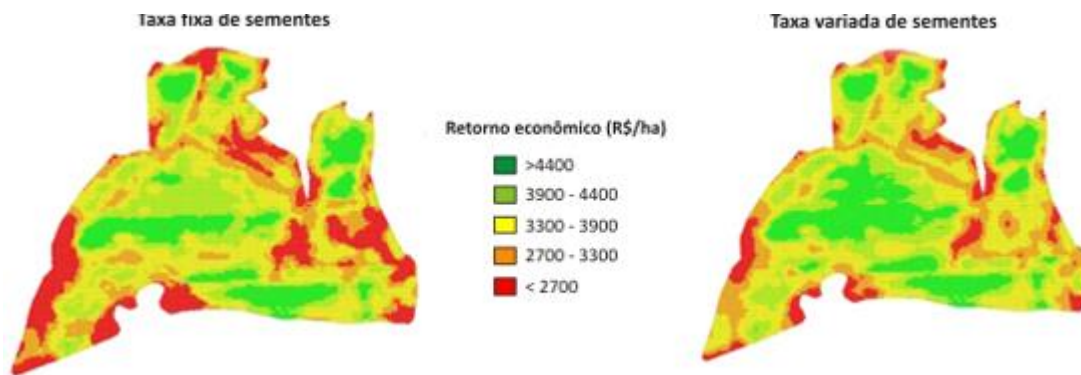 Taxa fixa de sementes
Taxa variada de sementes
Retorno econômico (R$/ha)
>4400
3900 - 4400
3300 - 3900
2700 - 3300
< 2700